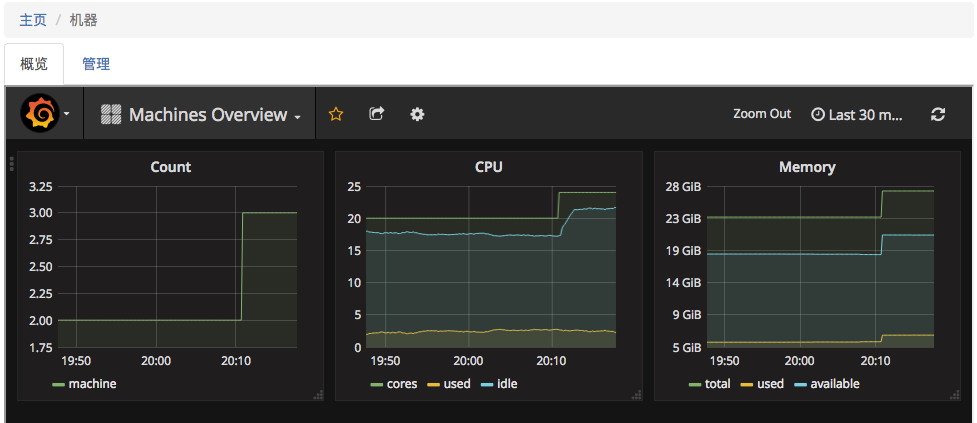 主页 / 机器
概览 管理
Machines Overview Zoom Out Last 30 m...
Count
3.25
3.00
2.75
2.50
2.25
2.00
1.75
19:50 20:00 20:10
machine
CPU
25
20
15
10
5
0
19:50 20:00 20:10
cores used idle
Memory
28 GiB
23 GiB
19 GiB
14 GiB
9 GiB
5 GiB
19:50 20:00 20:10
total used available